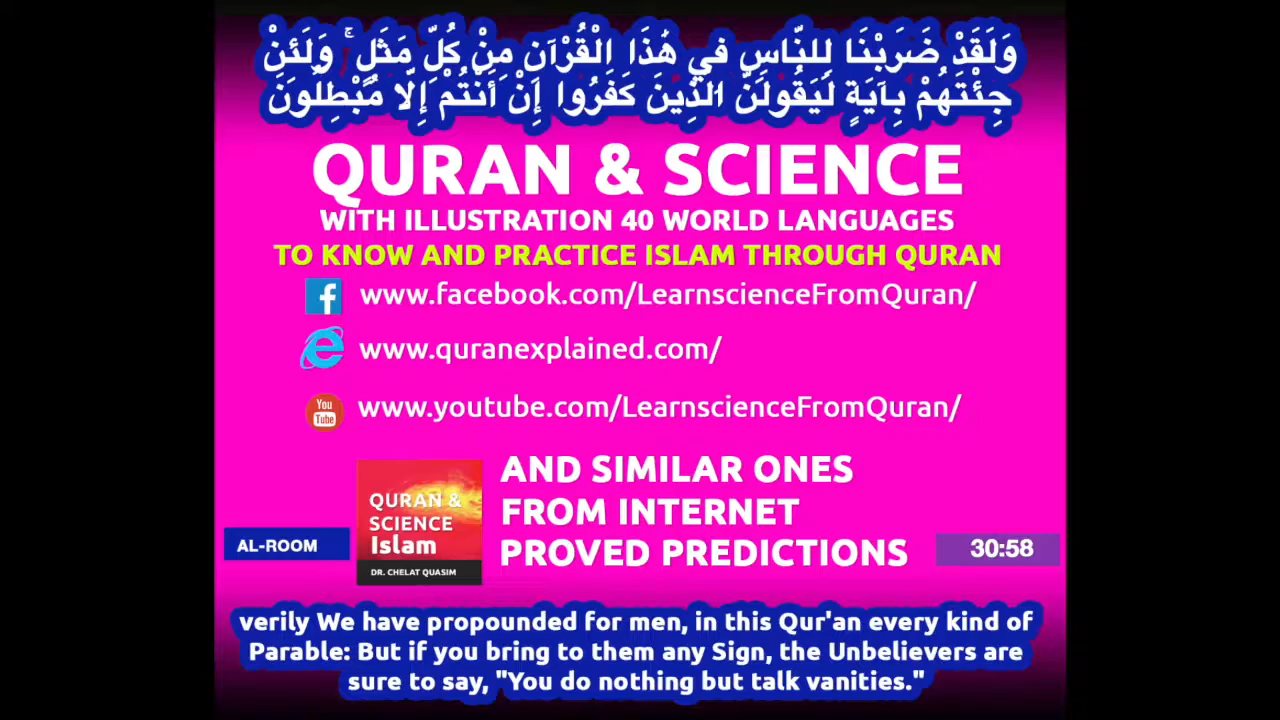 وَلَقَدْ ضَرَبْنَا لِلنَّاسِ فِي هَٰذَا الْقُرْآنِ مِنْ كُلِّ مَثَلٍ ۚ وَلَئِنْ
جِئْتَهُمْ بِآيَةٍ لَيَقُولَنَّ الَّذِينَ كَفَرُوا إِنْ أَنْتُمْ إِلَّا مُبْطِلُونَ
QURAN & SCIENCE
WITH ILLUSTRATION 40 WORLD LANGUAGES
TO KNOW AND PRACTICE ISLAM THROUGH QURAN
f www.facebook.com/LearnscienceFromQuran/
www.quranexplained.com/
You
Tube
www.youtube.com/LearnscienceFromQuran/
AND SIMILAR ONES
FROM INTERNET
PROVED PREDICTIONS
QURAN &
SCIENCE
Islam
DR. CHELAT QUASIM
AL-ROOM
30:58
verily We have propounded for men, in this Qur'an every kind of
Parable: But if you bring to them any Sign, the Unbelievers are
sure to say, "You do nothing but talk vanities."